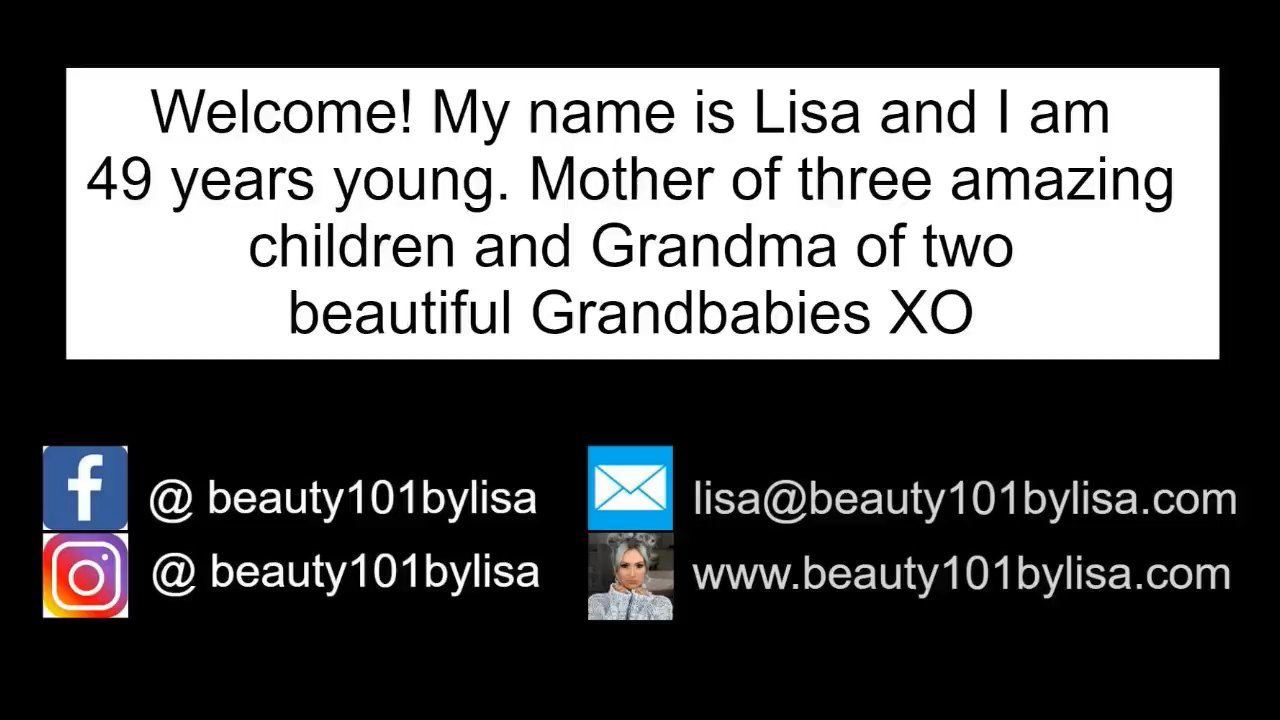 Welcome! My name is Lisa and I am
49 years young. Mother of three amazing
children and Grandma of two
beautiful Grandbabies XO
@ beauty101bylisa
lisa@beauty101bylisa.com
@ beauty101bylisa
www.beauty101bylisa.com